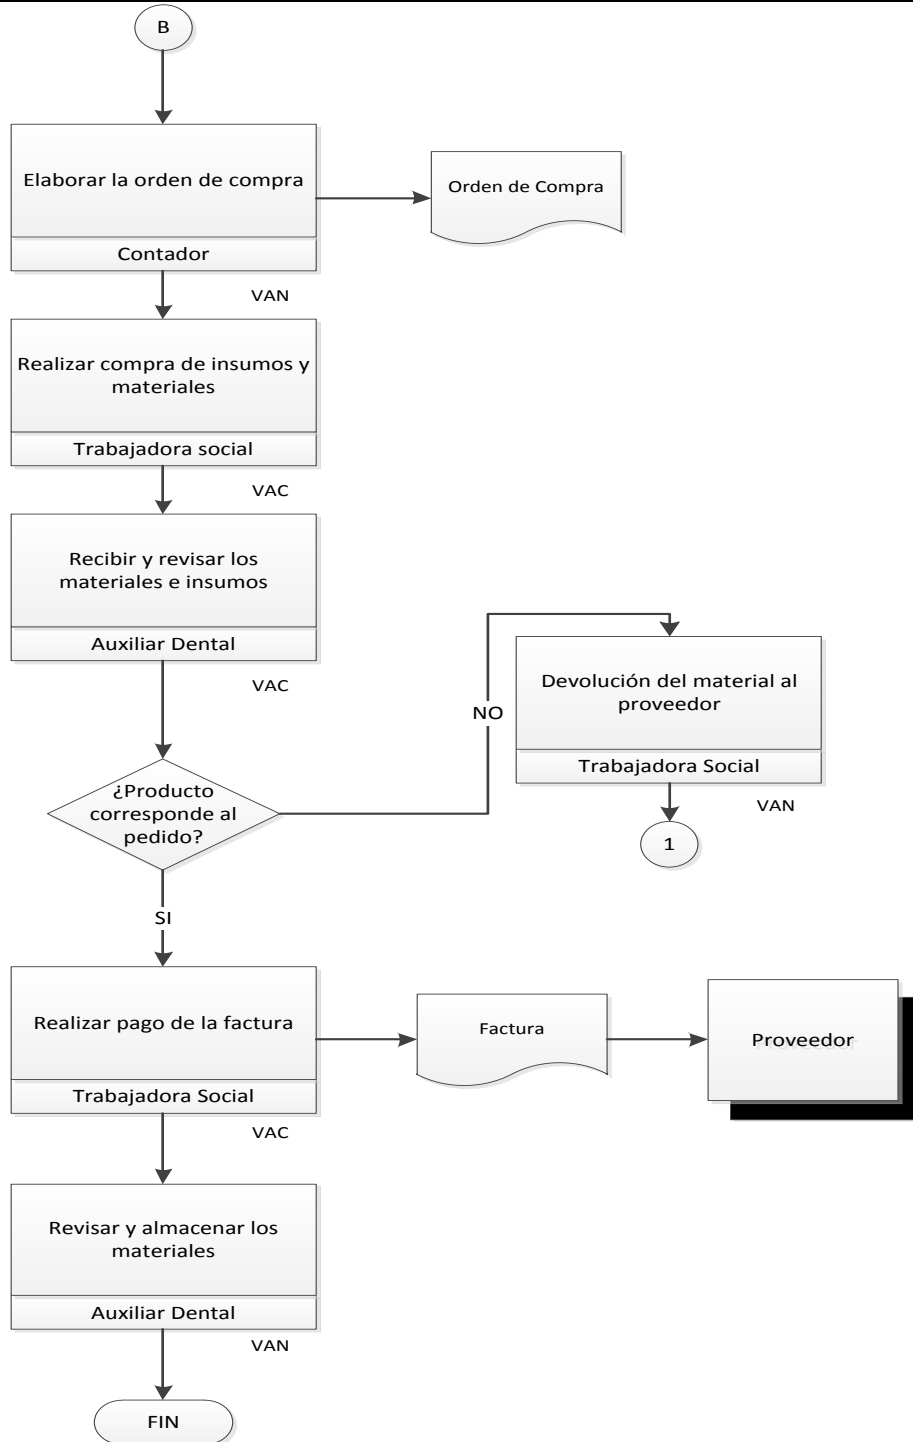 B
Elaborar la orden de compra
Contador
Orden de Compra
VAN
Realizar compra de insumos y
materiales
Trabajadora social
VAC
Recibir y revisar los
materiales e insumos
Auxiliar Dental
VAC
¿Producto
corresponde al
pedido?
NO
Devolución del material al
proveedor
Trabajadora Social
VAN
1
SI
Realizar pago de la factura
Trabajadora Social
Factura
Proveedor
VAC
Revisar y almacenar los
materiales
Auxiliar Dental
VAN
FIN